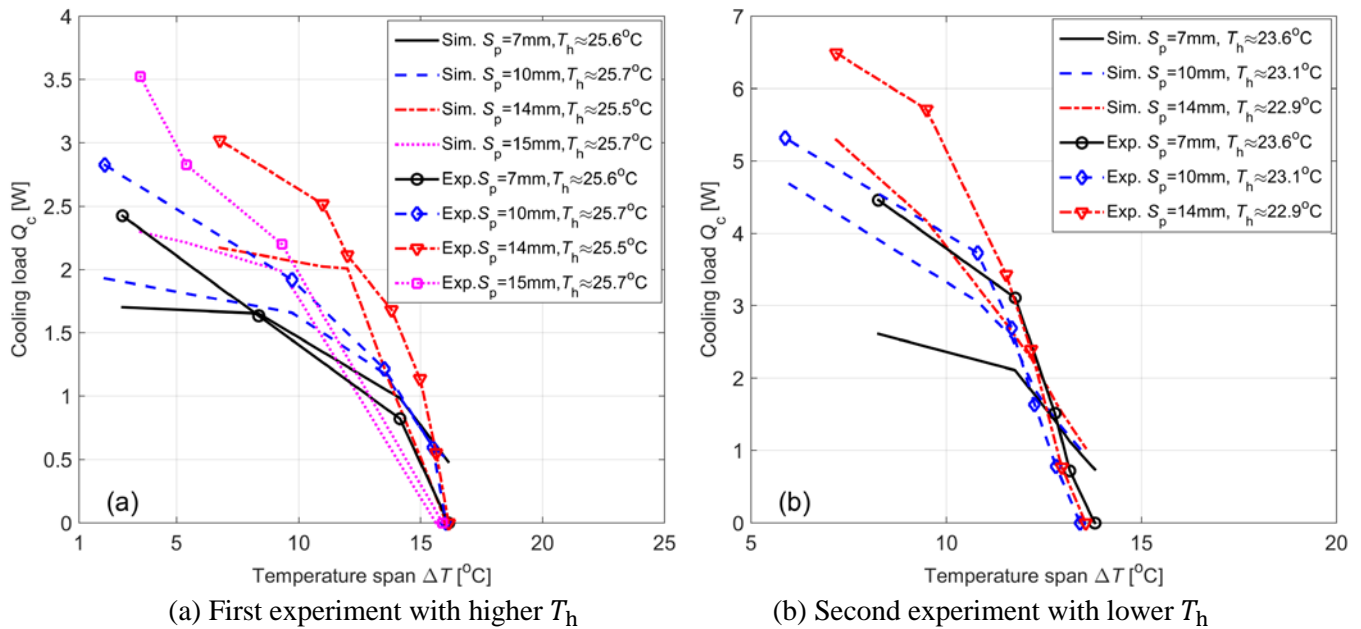 4
3.5
3
2.5
2
1.5
1
0.5
0
Cooling load Q_c [W]
Sim. S_p=7mm,T_h≈25.6°C
Sim. S_p=10mm,T_h≈25.7°C
Sim. S_p=14mm,T_h≈25.5°C
Sim. S_p=15mm,T_h≈25.7°C
Exp.S_p=7mm,T_h≈25.6°C
Exp.S_p=10mm,T_h≈25.7°C
Exp.S_p=14mm,T_h≈25.5°C
Exp.S_p=15mm,T_h≈25.7°C
(a)
1 5 10 15 20 25
Temperature span ΔT [°C]
(a) First experiment with higher T_h
7
6
5
4
3
2
1
0
Cooling load Q_c [W]
Sim. S_p=7mm, T_h≈23.6°C
Sim. S_p=10mm, T_h≈23.1°C
Sim. S_p=14mm, T_h≈22.9°C
Exp. S_p=7mm, T_h≈23.6°C
Exp. S_p=10mm, T_h≈23.1°C
Exp. S_p=14mm, T_h≈22.9°C
(b)
5 10 15 20
Temperature span ΔT [°C]
(b) Second experiment with lower T_h